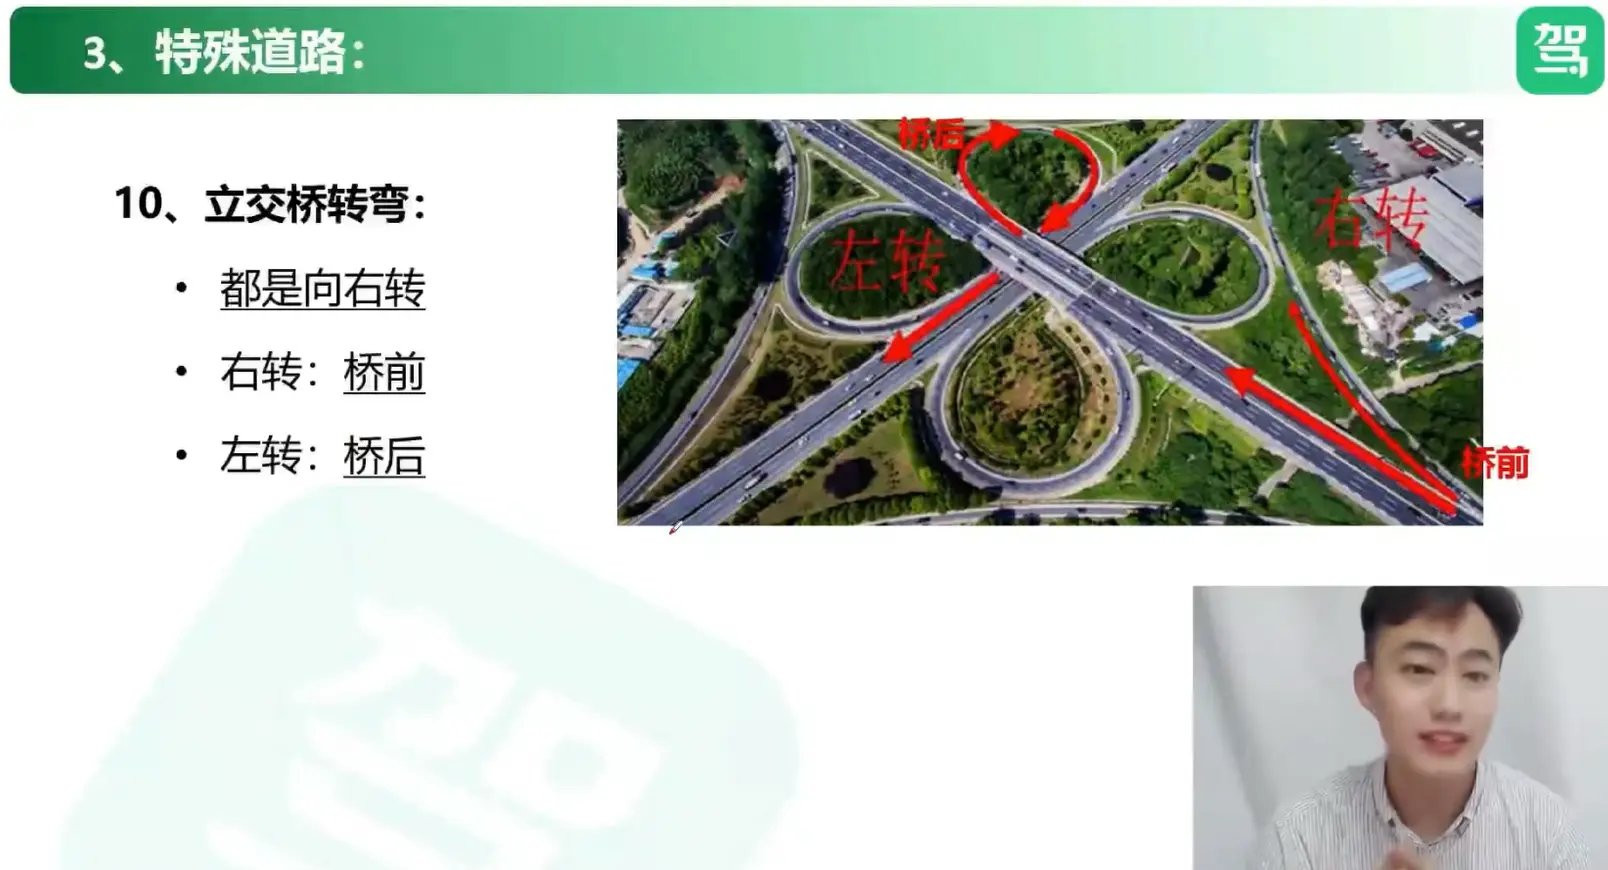 3、特殊道路：
驾
10、立交桥转弯：
• 都是向右转
• 右转：桥前
• 左转：桥后
桥后
左转
右转
桥前
驾